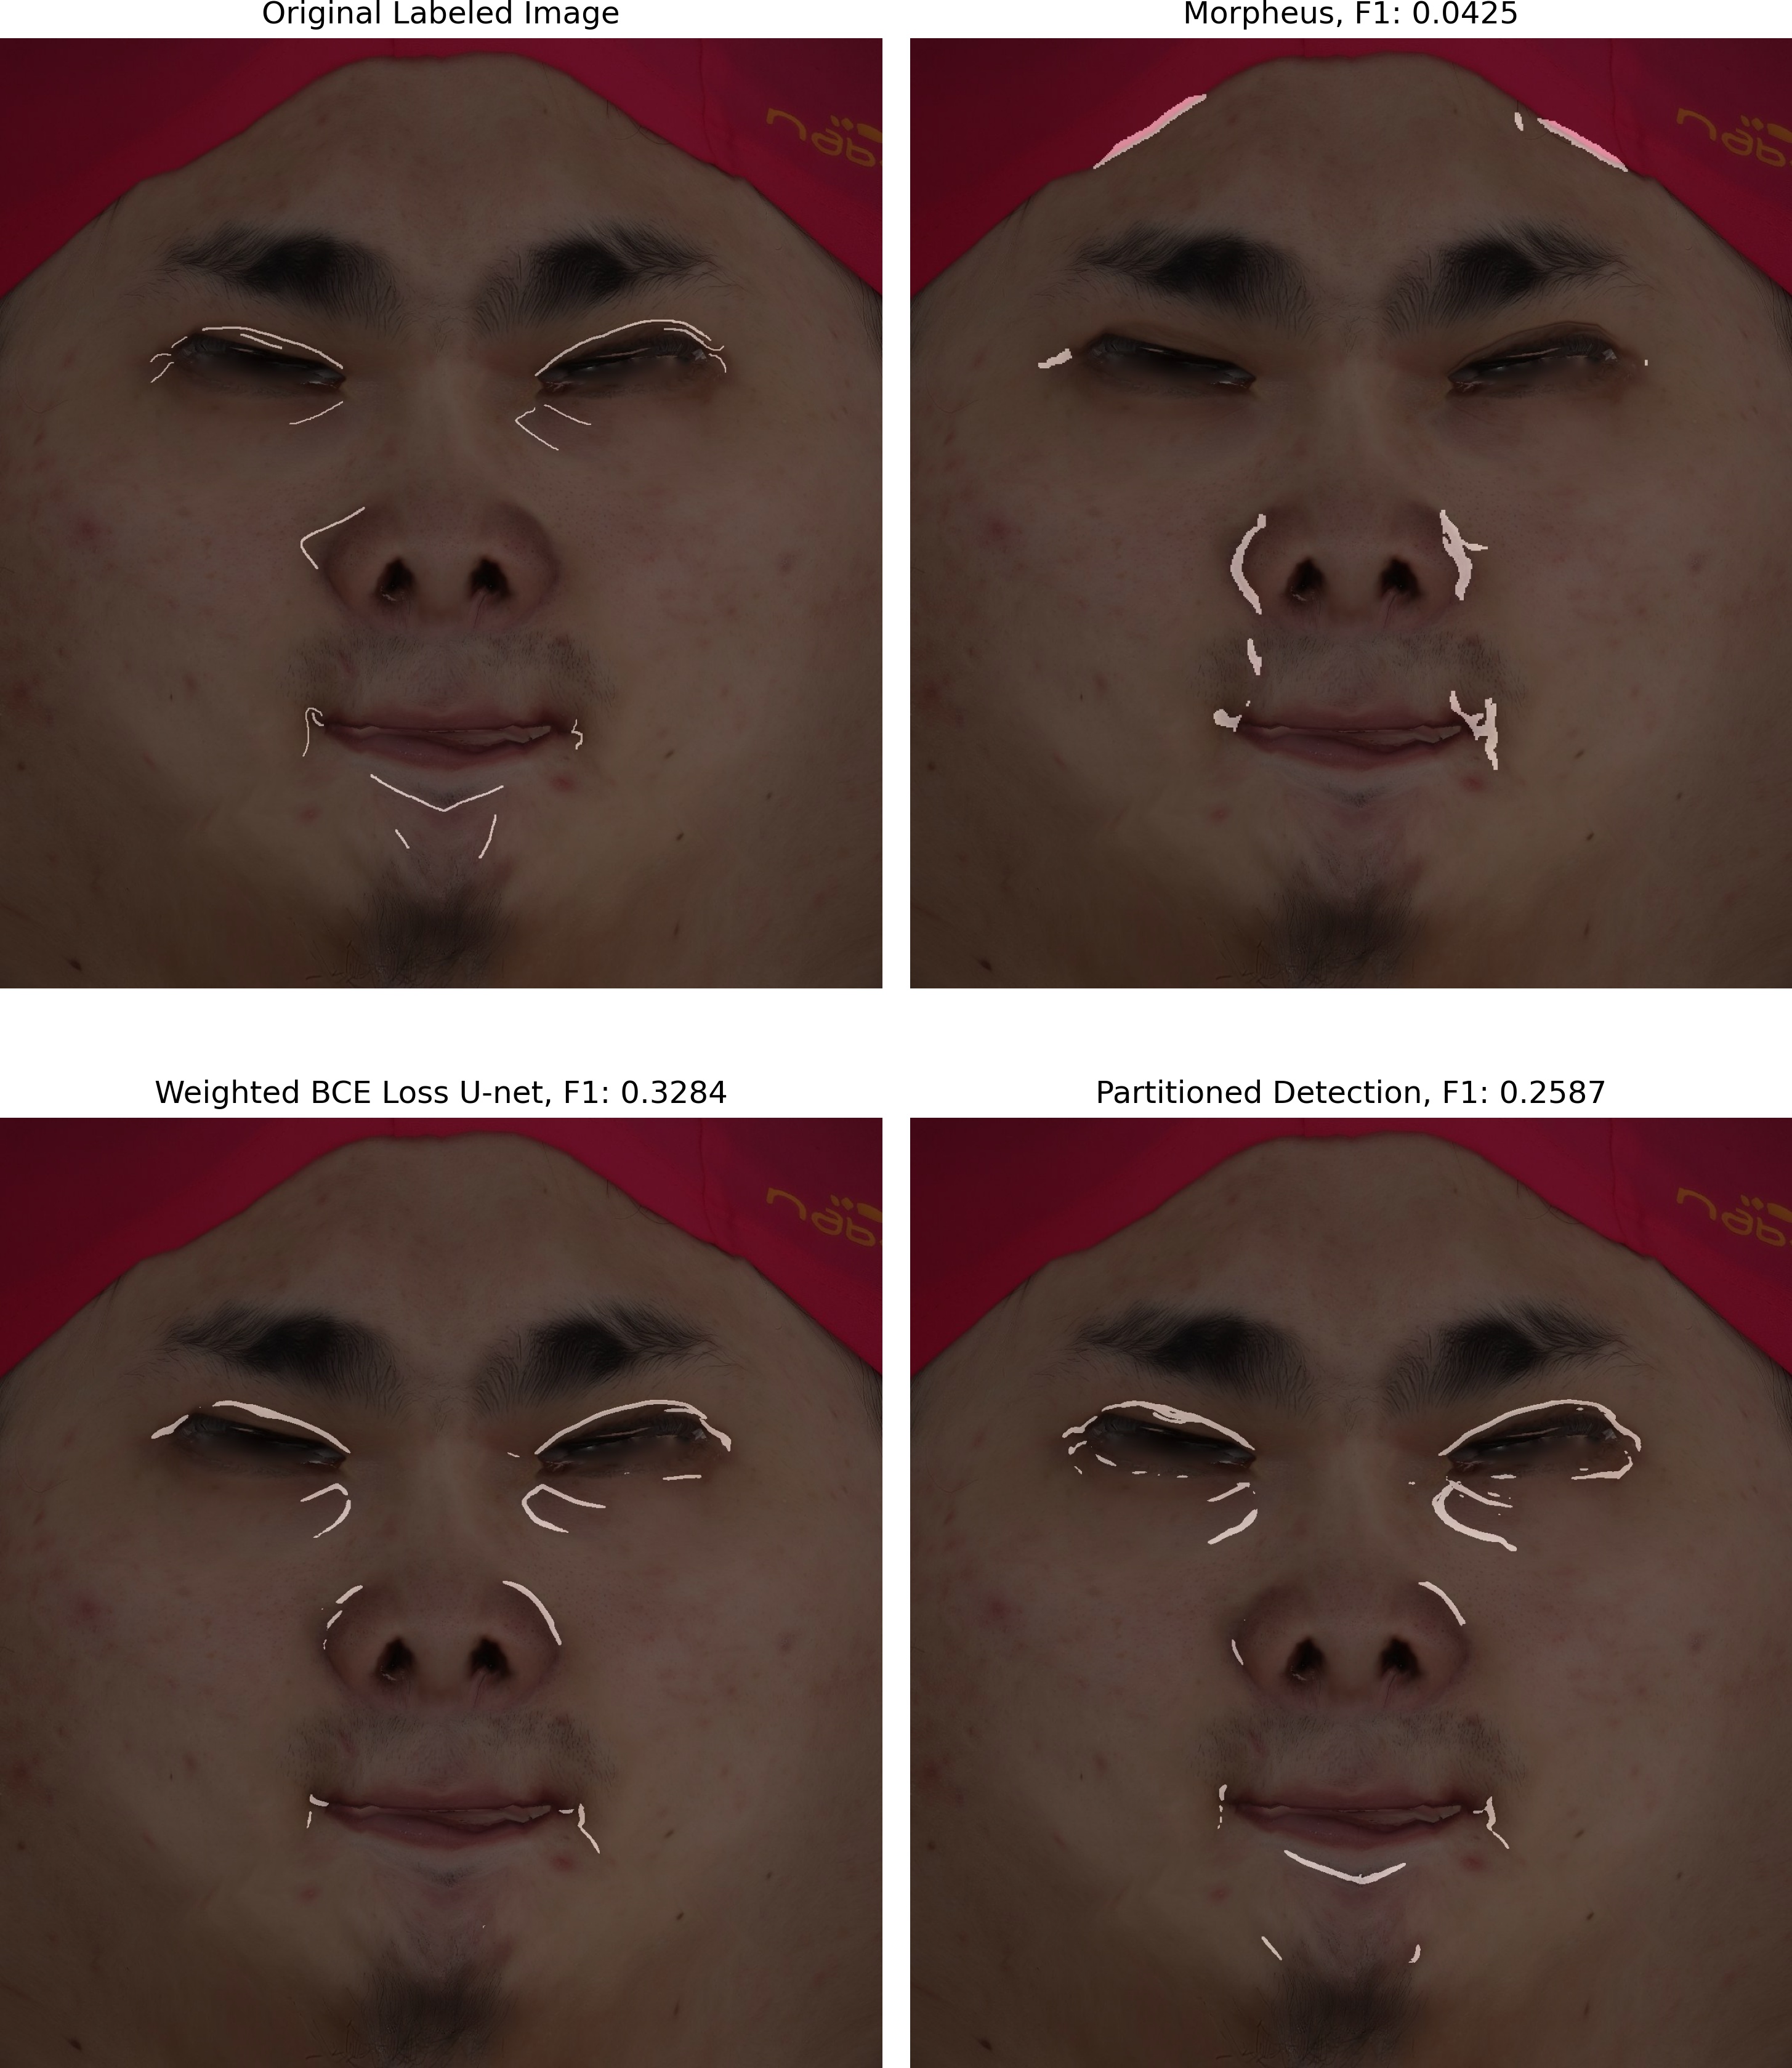 Original Labeled Image
Morpheus, F1: 0.0425
Weighted BCE Loss U-net, F1: 0.3284
Partitioned Detection, F1: 0.2587